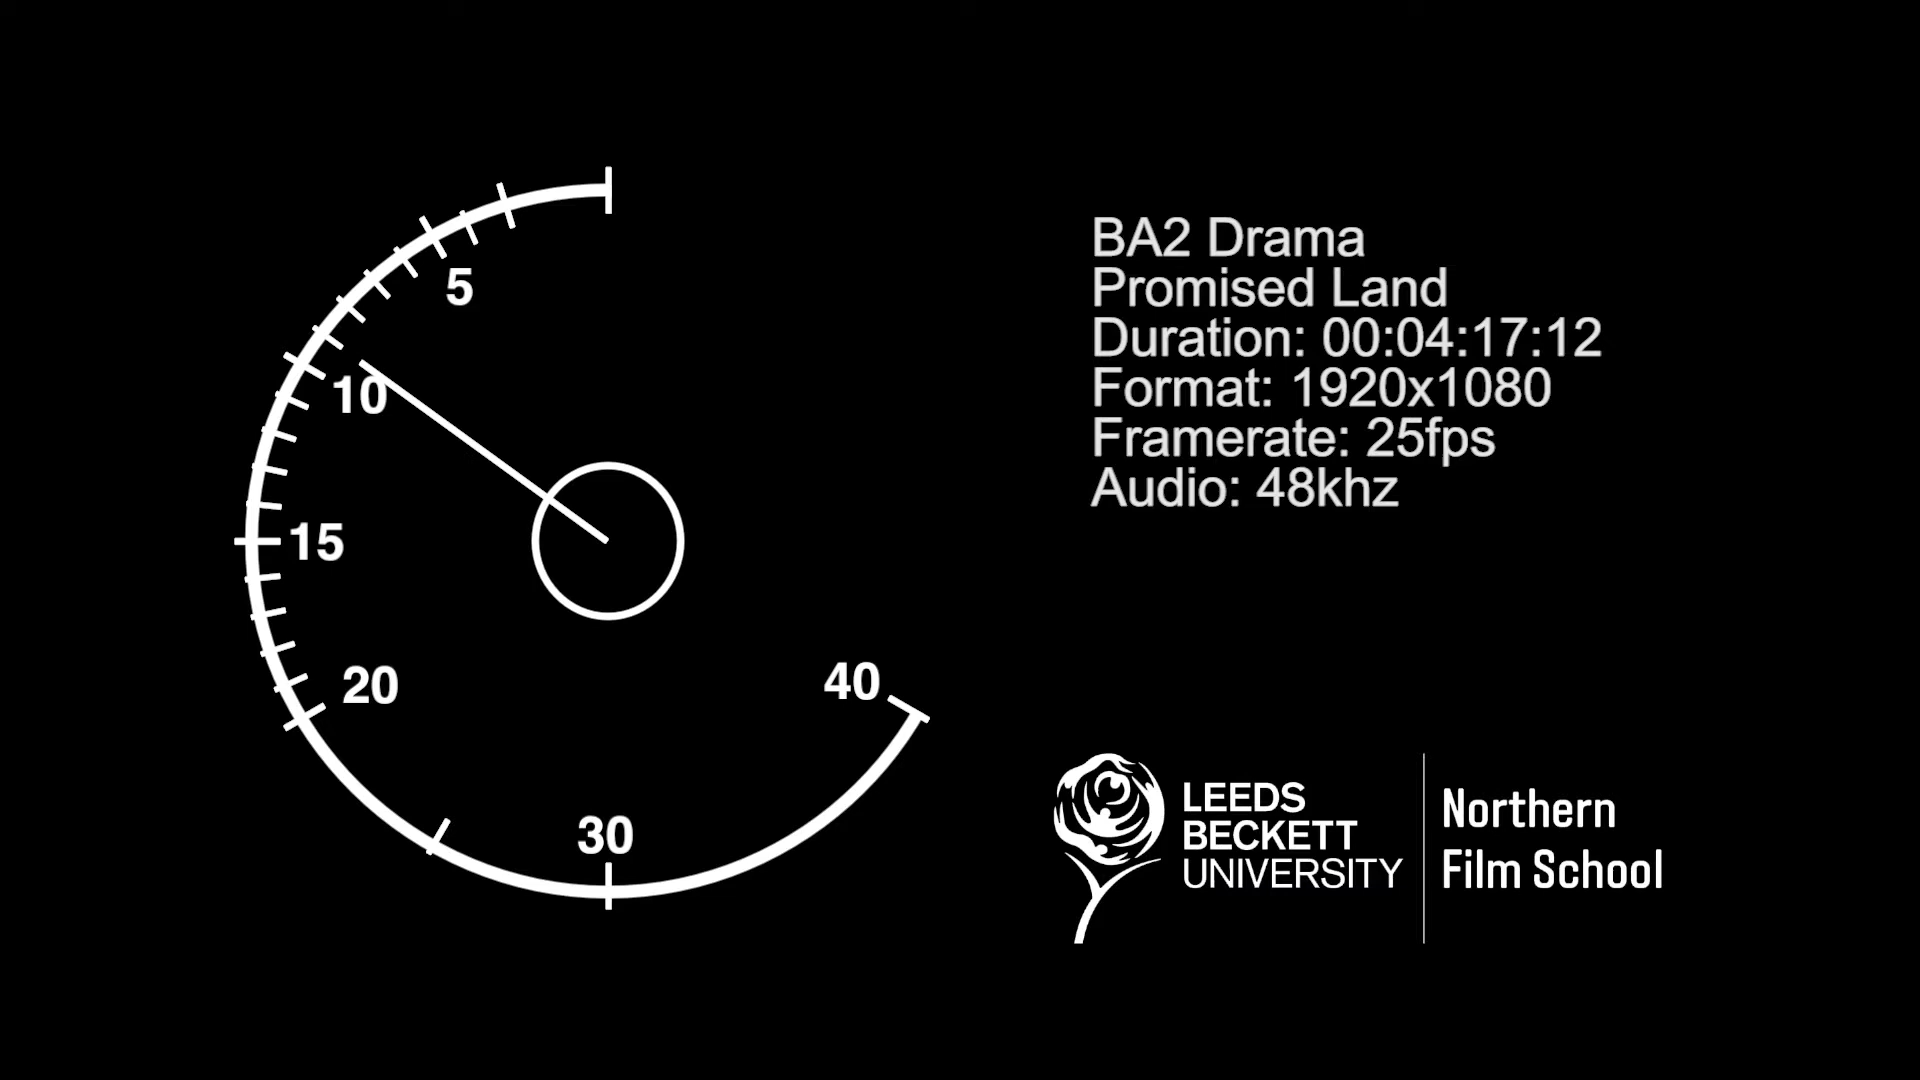 5
10
15
20
30
40
BA2 Drama
Promised Land
Duration: 00:04:17:12
Format: 1920x1080
Framerate: 25fps
Audio: 48khz
LEEDS
BECKETT
UNIVERSITY
Northern
Film School